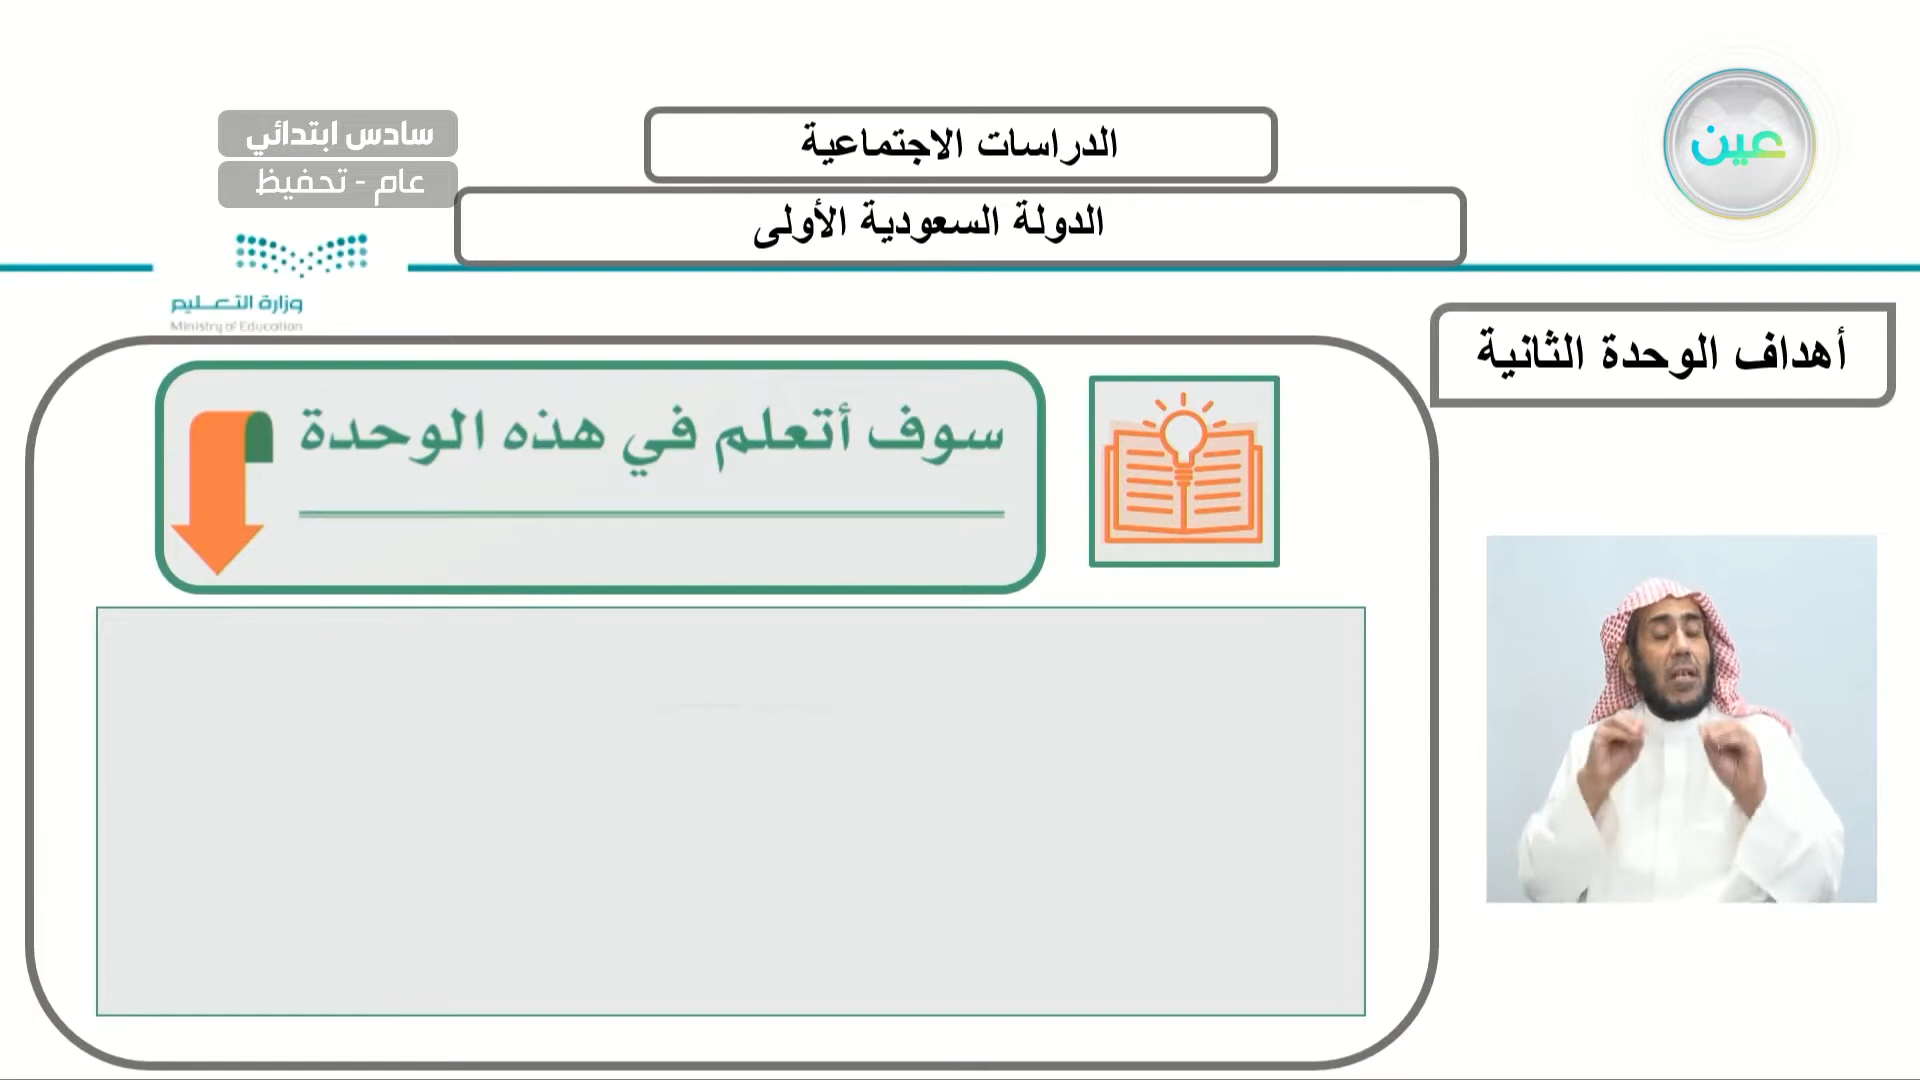 عين
الدراسات الاجتماعية
سادس ابتدائي
عام - تحفيظ
الدولة السعودية الأولى
وزارة التعليم
Ministry of Education
أهداف الوحدة الثانية
سوف أتعلم في هذه الوحدة